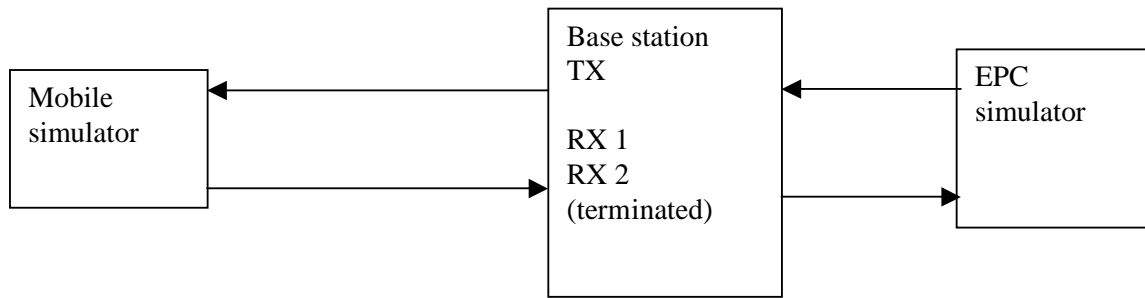 Mobile
simulator
Base station
TX
RX 1
RX 2
(terminated)
EPC
simulator